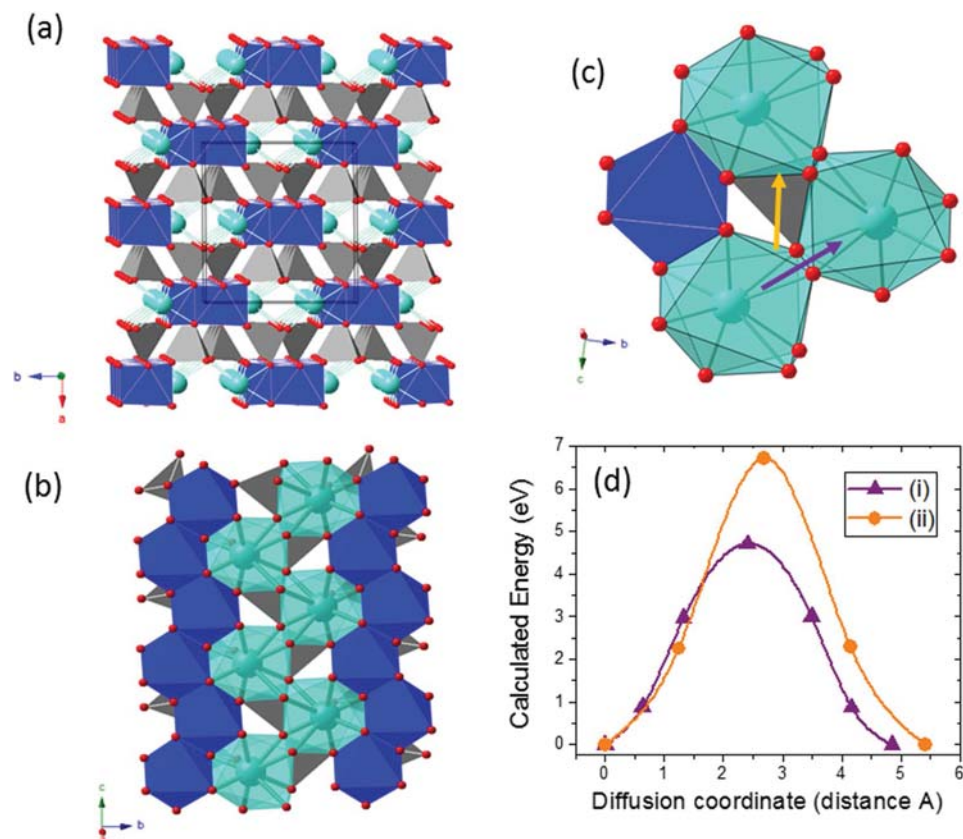 (a)
b
a
(c)
a
b
c
(b)
c
a
b
(d)
(i)
(ii)
Calculated Energy (eV)
7
6
5
4
3
2
1
0
0 1 2 3 4 5 6
Diffusion coordinate (distance A)